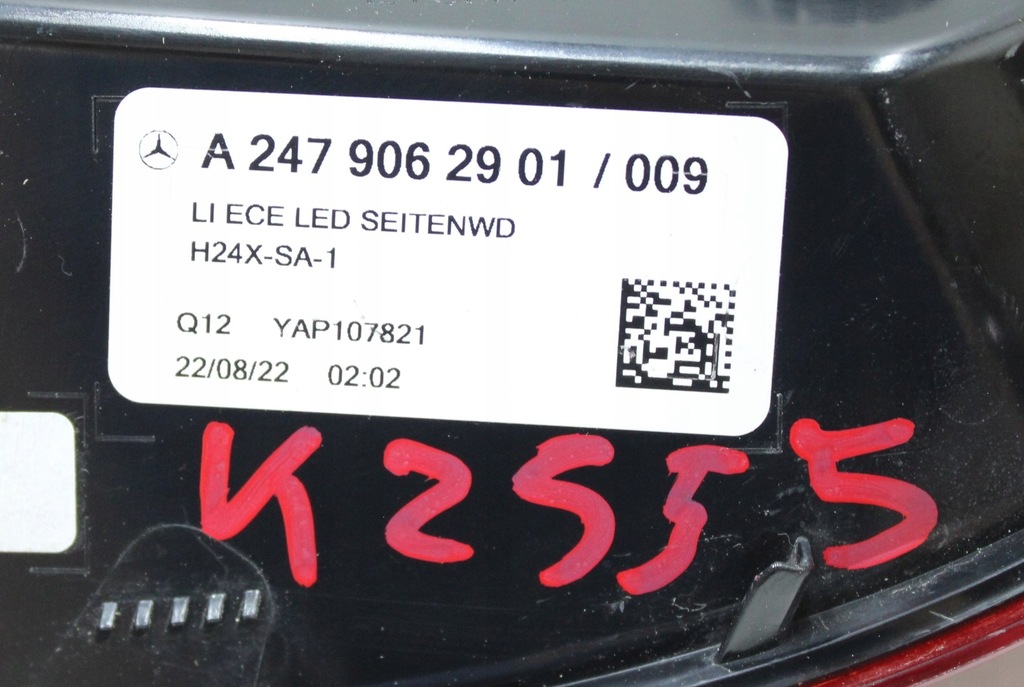 A 247 906 29 01 / 009
LI ECE LED SEITENWD
H24X-SA-1
Q12 YAP107821
22/08/22 02:02
K2555